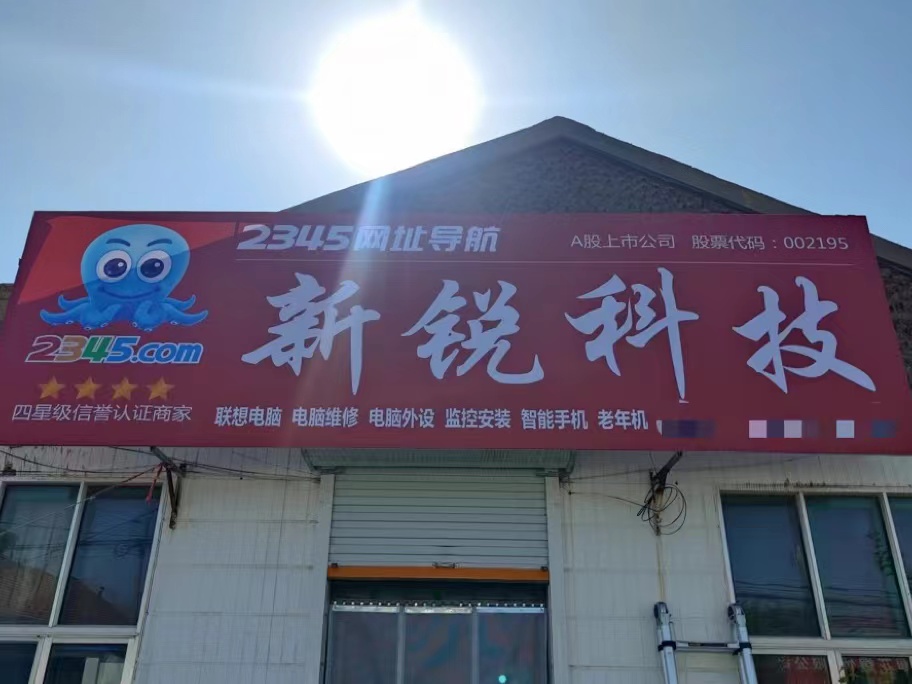 2345网址导航
A股上市公司 股票代码：002195
新锐科技
2345.com
四星级信誉认证商家
联想电脑 电脑维修 电脑外设 监控安装 智能手机 老年机